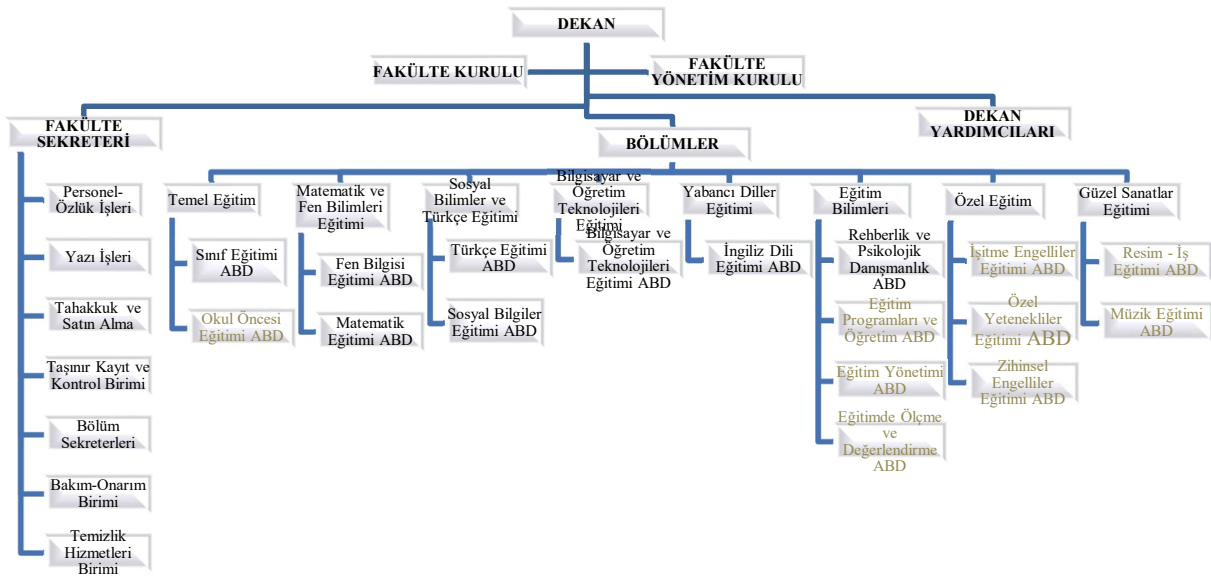 DEKAN
FAKÜLTE KURULU
FAKÜLTE
YÖNETİM KURULU
FAKÜLTE
SEKRETERİ
DEKAN
YARDIMCILARI
BÖLÜMLER
Personel-
Özlük İşleri
Yazı İşleri
Tahakkuk ve
Satın Alma
Taşınır Kayıt ve
Kontrol Birimi
Bölüm
Sekreterleri
Bakım-Onarım
Birimi
Temizlik
Hizmetleri
Birimi
Temel Eğitim
Sınıf Eğitimi
ABD
Okul Öncesi
Eğitimi ABD
Matematik ve
Fen Bilimleri
Eğitimi
Fen Bilgisi
Eğitimi ABD
Matematik
Eğitimi ABD
Sosyal
Bilimler ve
Türkçe Eğitimi
Türkçe Eğitimi
ABD
Sosyal Bilgiler
Eğitimi ABD
Bilgisayar ve
Öğretim
Teknolojileri
Eğitimi
Bilgisayar ve
Öğretim
Teknolojileri
Eğitimi ABD
Yabancı Diller
Eğitimi
İngiliz Dili
Eğitimi ABD
Eğitim
Bilimleri
Rehberlik ve
Psikolojik
Danışmanlık
ABD
Eğitim
Programları ve
Öğretim ABD
Eğitim Yönetimi
ABD
Eğitimde Ölçme
ve
Değerlendirme
ABD
Özel Eğitim
İşitme Engelliler
Eğitimi ABD
Özel
Yetenekliler
Eğitimi ABD
Zihinsel
Engelliler
Eğitimi ABD
Güzel Sanatlar
Eğitimi
Resim - İş
Eğitimi ABD
Müzik Eğitimi
ABD